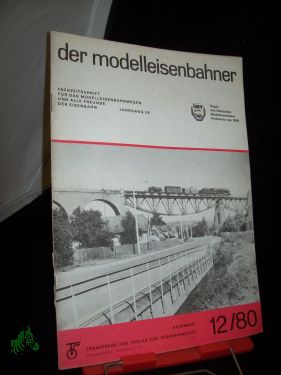 der modelleisenbahner
FACHZEITSCHRIFT
FÜR DAS MODELLEISENBAHNWESEN
UND ALLE FREUNDE
DER EISENBAHN
JAHRGANG 29
Organ
des Deutschen
Modelleisenbahn-
Verbandes der DDR
DEZEMBER
TRANSPRESS VEB VERLAG FÜR VERKEHRSWESEN
12/80